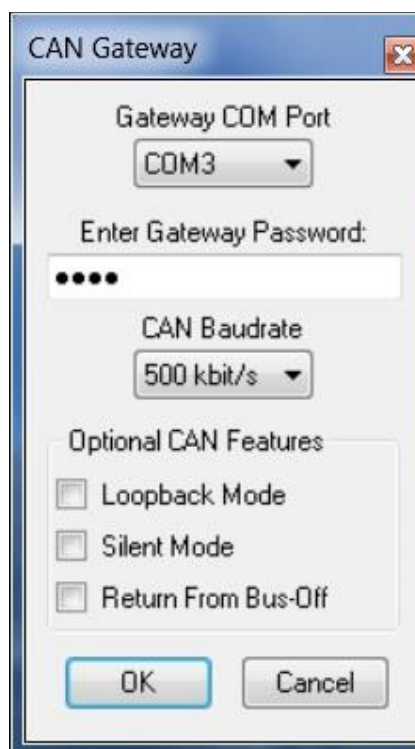 CAN Gateway
Gateway COM Port
COM3
Enter Gateway Password:
••••
CAN Baudrate
500 kbit/s
Optional CAN Features
Loopback Mode
Silent Mode
Return From Bus-Off
OK Cancel